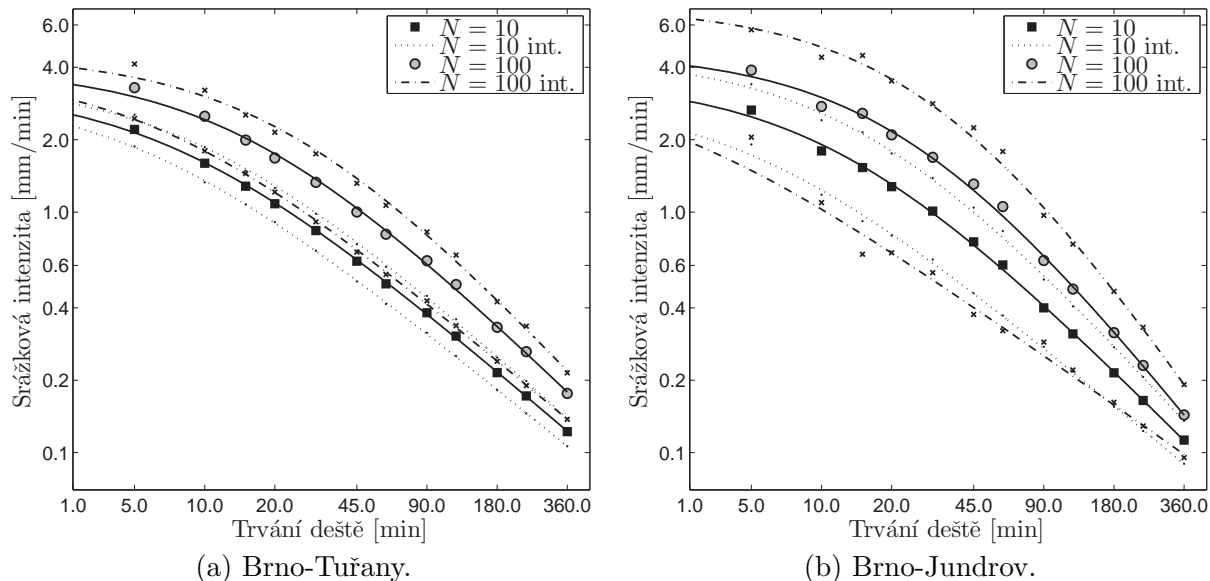 6.0
4.0
2.0
1.0
0.6
0.4
0.2
0.1
Srážková intenzita [mm/min]
N = 10
N = 10 int.
N = 100
N = 100 int.
1.0 5.0 10.0 20.0 45.0 90.0 180.0 360.0
Trvání deště [min]
(a) Brno-Tuřany.
6.0
4.0
2.0
1.0
0.6
0.4
0.2
0.1
Srážková intenzita [mm/min]
N = 10
N = 10 int.
N = 100
N = 100 int.
1.0 5.0 10.0 20.0 45.0 90.0 180.0 360.0
Trvání deště [min]
(b) Brno-Jundrov.